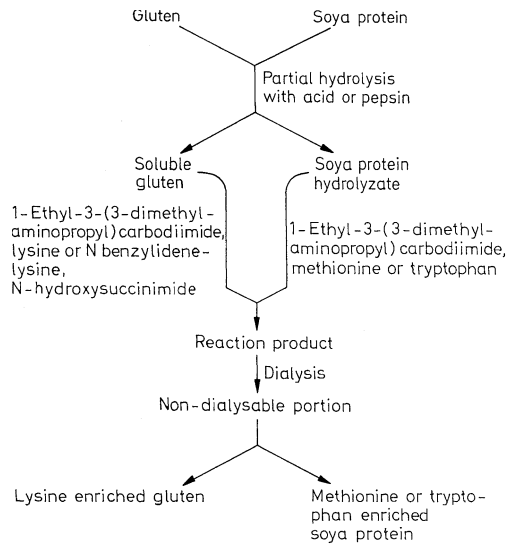 Gluten
Soya protein
Partial hydrolysis
with acid or pepsin
Soluble
gluten
Soya protein
hydrolyzate
1-Ethyl-3-(3-dimethyl-
aminopropyl)carbodiimide,
lysine or N benzylidene-
lysine,
N-hydroxysuccinimide
1-Ethyl-3-(3-dimethyl-
aminopropyl) carbodiimide,
methionine or tryptophan
Reaction product
Dialysis
Non-dialysable portion
Lysine enriched gluten
Methionine or trypto-
phan enriched
soya protein